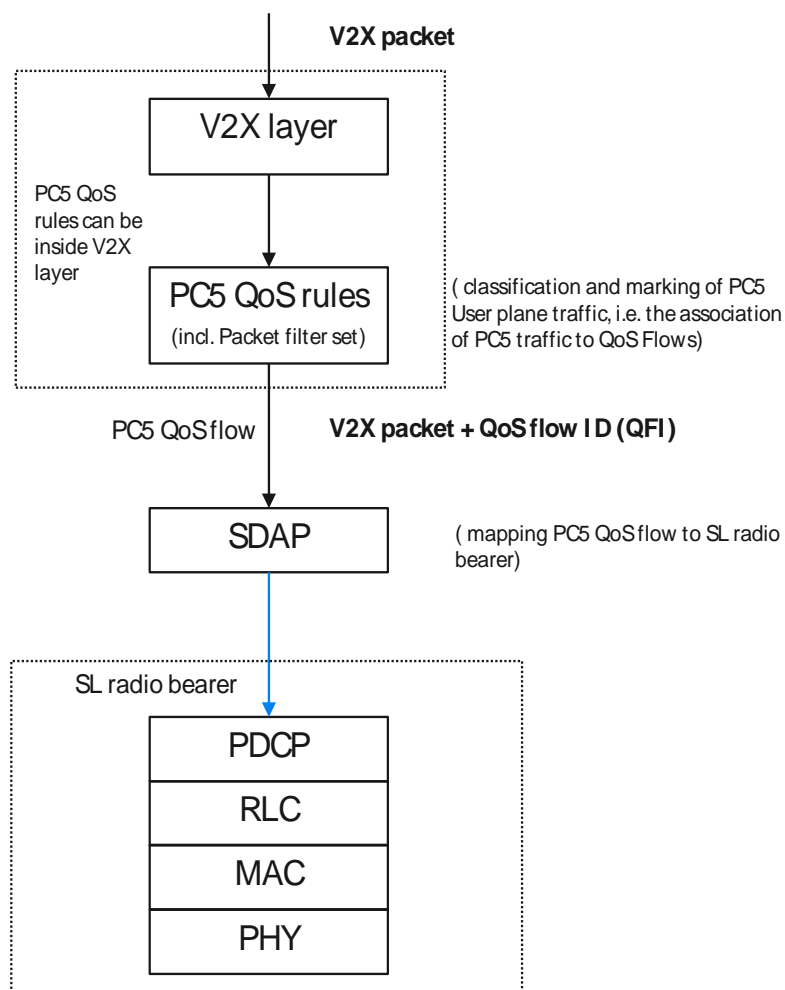 V2X packet
V2X layer
PC5 QoS
rules can be
inside V2X
layer
PC5 QoS rules
(incl. Packet filter set)
( classification and marking of PC5
User plane traffic, i.e. the association
of PC5 traffic to QoS Flows)
PC5 QoS flow
V2X packet + QoS flow ID (QFI)
SDAP
( mapping PC5 QoS flow to SL radio
bearer)
SL radio bearer
PDCP
RLC
MAC
PHY